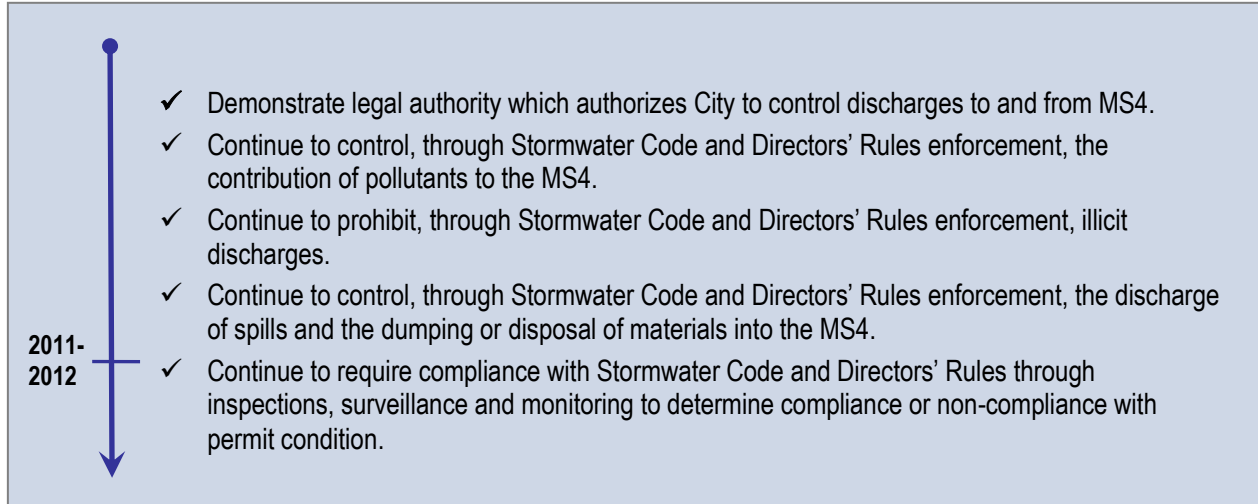 ✓ Demonstrate legal authority which authorizes City to control discharges to and from MS4.
✓ Continue to control, through Stormwater Code and Directors’ Rules enforcement, the
contribution of pollutants to the MS4.
✓ Continue to prohibit, through Stormwater Code and Directors’ Rules enforcement, illicit
discharges.
✓ Continue to control, through Stormwater Code and Directors’ Rules enforcement, the discharge
of spills and the dumping or disposal of materials into the MS4.
2011-
2012
✓ Continue to require compliance with Stormwater Code and Directors’ Rules through
inspections, surveillance and monitoring to determine compliance or non-compliance with
permit condition.